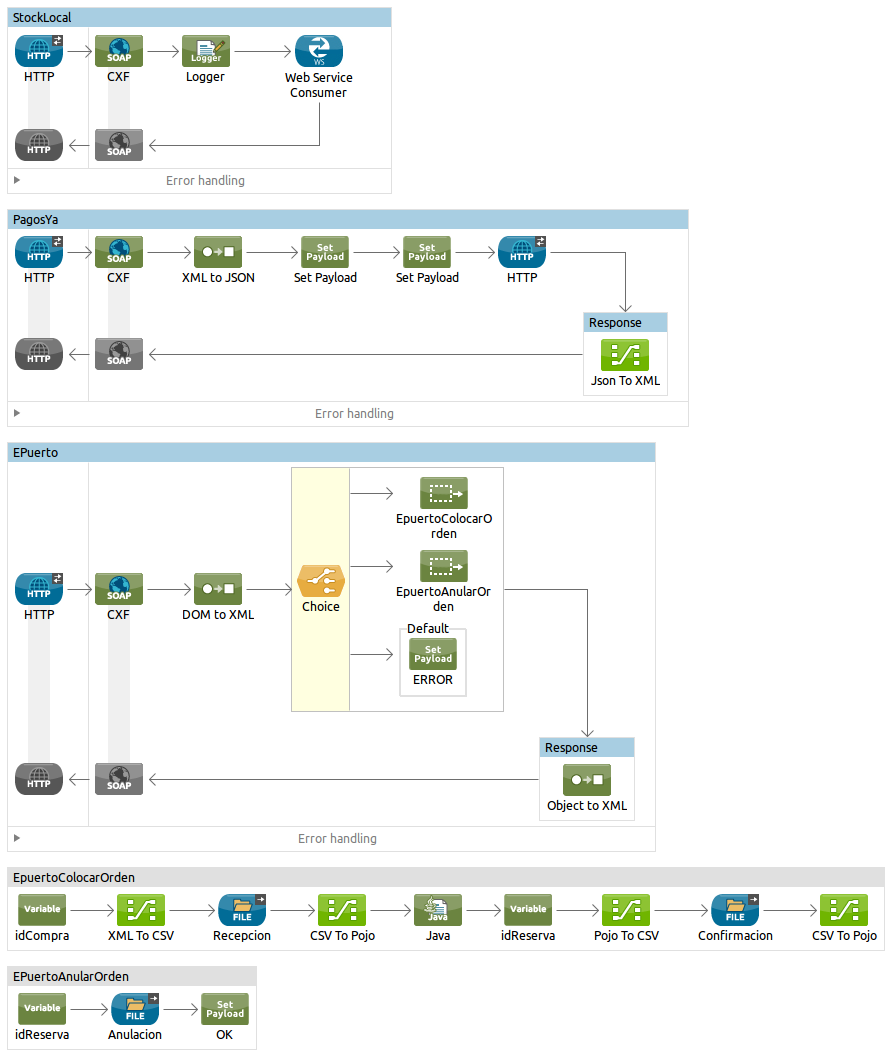 StockLocal
HTTP
SOAP
Logger
WS
HTTP
CXF
Logger
Web Service
Consumer
HTTP
SOAP
Error handling
PagosYa
HTTP
SOAP
Set
Payload
Set
Payload
HTTP
HTTP
CXF
XML to JSON
Set Payload
Set Payload
HTTP
Response
HTTP
SOAP
Json To XML
Error handling
EPuerto
EpuertoColocarO
rden
HTTP
SOAP
EpuertoAnularOr
den
HTTP
CXF
DOM to XML
Choice
Default
Set
Payload
ERROR
Response
HTTP
SOAP
Object to XML
Error handling
EpuertoColocarOrden
Variable
FILE
Java
Variable
FILE
idCompra
XML To CSV
Recepcion
CSV To Pojo
Java
idReserva
Pojo To CSV
Confirmacion
CSV To Pojo
EPuertoAnularOrden
Variable
FILE
Set
Payload
idReserva
Anulacion
OK